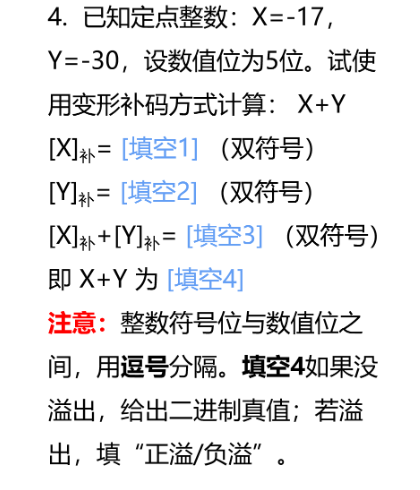 4. 已知定点整数：X=-17，
Y=-30，设数值位为5位。试使
用变形补码方式计算： X+Y
[X]补= [填空1] （双符号）
[Y]补= [填空2] （双符号）
[X]补+[Y]补= [填空3] （双符号）
即 X+Y 为 [填空4]
注意：整数符号位与数值位之
间，用逗号分隔。填空4如果没
溢出，给出二进制真值；若溢
出，填“正溢/负溢”。